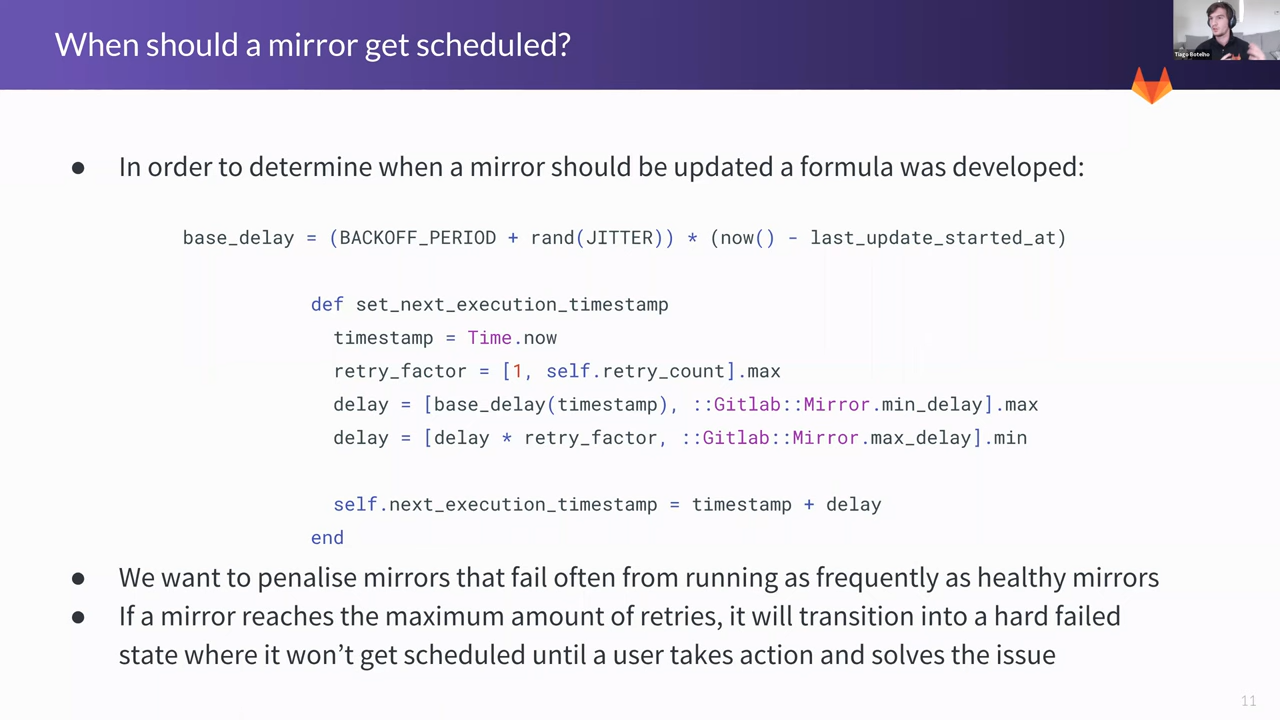 When should a mirror get scheduled?
Tiago Botelho
● In order to determine when a mirror should be updated a formula was developed:
base_delay = (BACKOFF_PERIOD + rand(JITTER)) * (now() - last_update_started_at)
def set_next_execution_timestamp
timestamp = Time.now
retry_factor = [1, self.retry_count].max
delay = [base_delay(timestamp), ::Gitlab::Mirror.min_delay].max
delay = [delay * retry_factor, ::Gitlab::Mirror.max_delay].min
self.next_execution_timestamp = timestamp + delay
end
● We want to penalise mirrors that fail often from running as frequently as healthy mirrors
● If a mirror reaches the maximum amount of retries, it will transition into a hard failed
state where it won’t get scheduled until a user takes action and solves the issue
11